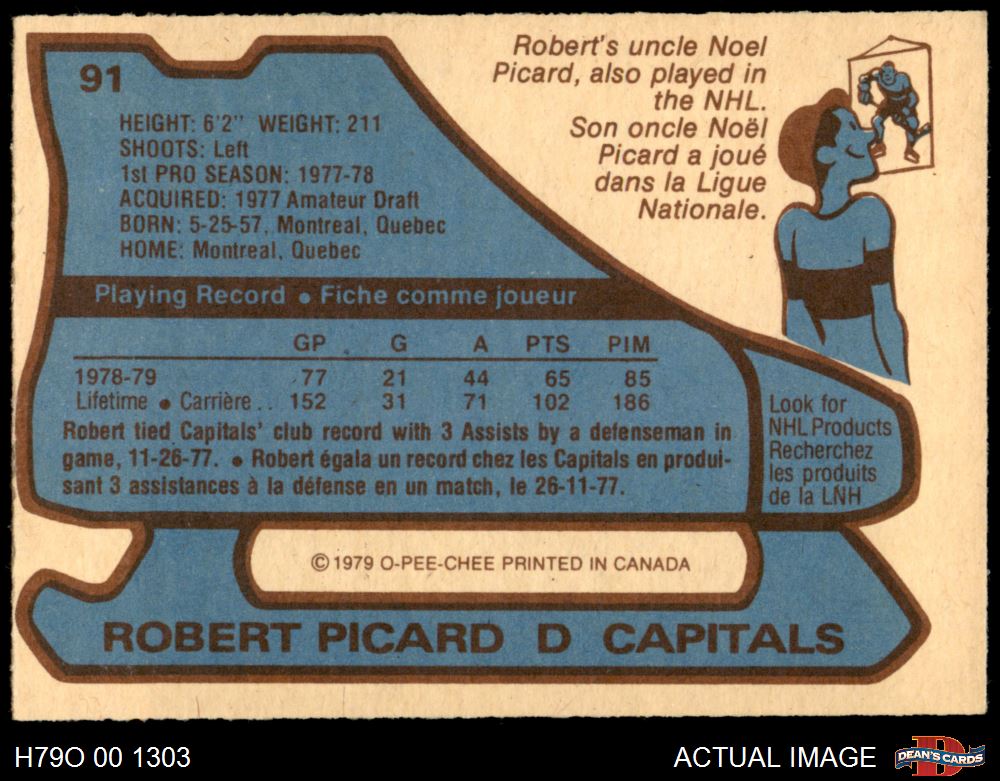 91
HEIGHT: 6'2" WEIGHT: 211
SHOOTS: Left
1st PRO SEASON: 1977-78
ACQUIRED: 1977 Amateur Draft
BORN: 5-25-57, Montreal, Quebec
HOME: Montreal, Quebec
Robert's uncle Noel
Picard, also played in
the NHL.
Son oncle Noël
Picard a joué
dans la Ligue
Nationale.
Playing Record • Fiche comme joueur
GP G A PTS PIM
1978-79 77 21 44 65 85
Lifetime • Carrière .. 152 31 71 102 186
Robert tied Capitals' club record with 3 Assists by a defenseman in
game, 11-26-77. • Robert égala un record chez les Capitals en produi-
sant 3 assistances à la défense en un match, le 26-11-77.
Look for
NHL Products
Recherchez
les produits
de la LNH
© 1979 O-PEE-CHEE PRINTED IN CANADA
ROBERT PICARD D CAPITALS
H79O 00 1303
ACTUAL IMAGE
DEAN'S CARDS